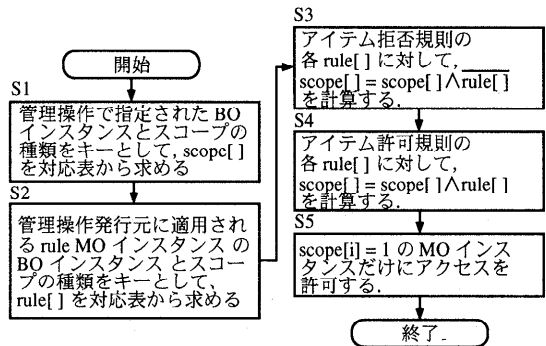 開始
S1
管理操作で指定された BO
インスタンスとスコープの
種類をキーとして, scope[ ]
を対応表から求める
S2
管理操作発行元に適用され
る rule MO インスタンス の
BO インスタンス とスコー
プの種類をキーとして,
rule[ ] を対応表から求める
S3
アイテム拒否規則の
各 rule[ ] に対して,
scope[ ] = scope[ ]∧rule[ ]
を計算する.
S4
アイテム許可規則の
各 rule[ ] に対して,
scope[ ] = scope[ ]∧rule[ ]
を計算する.
S5
scope[i] = 1 の MO インス
タンスだけにアクセスを
許可する.
終了